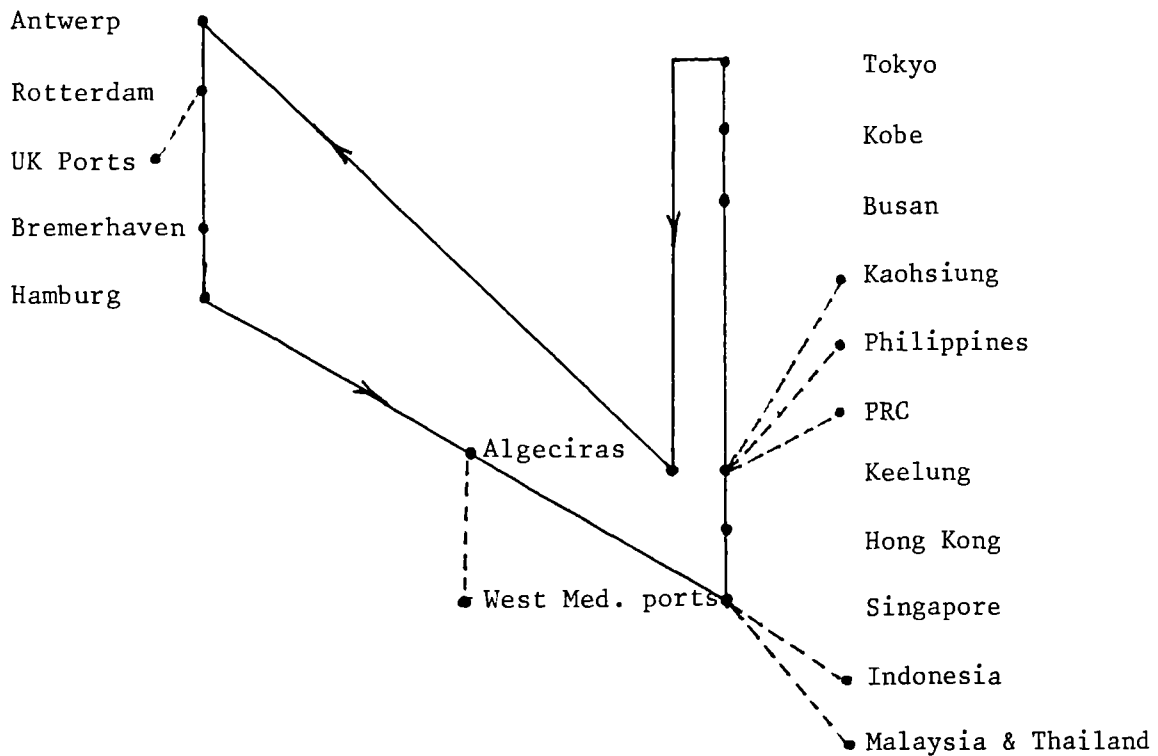 Antwerp
Rotterdam
UK Ports
Bremerhaven
Hamburg
Algeciras
West Med. ports
Tokyo
Kobe
Busan
Kaohsiung
Philippines
PRC
Keelung
Hong Kong
Singapore
Indonesia
Malaysia & Thailand